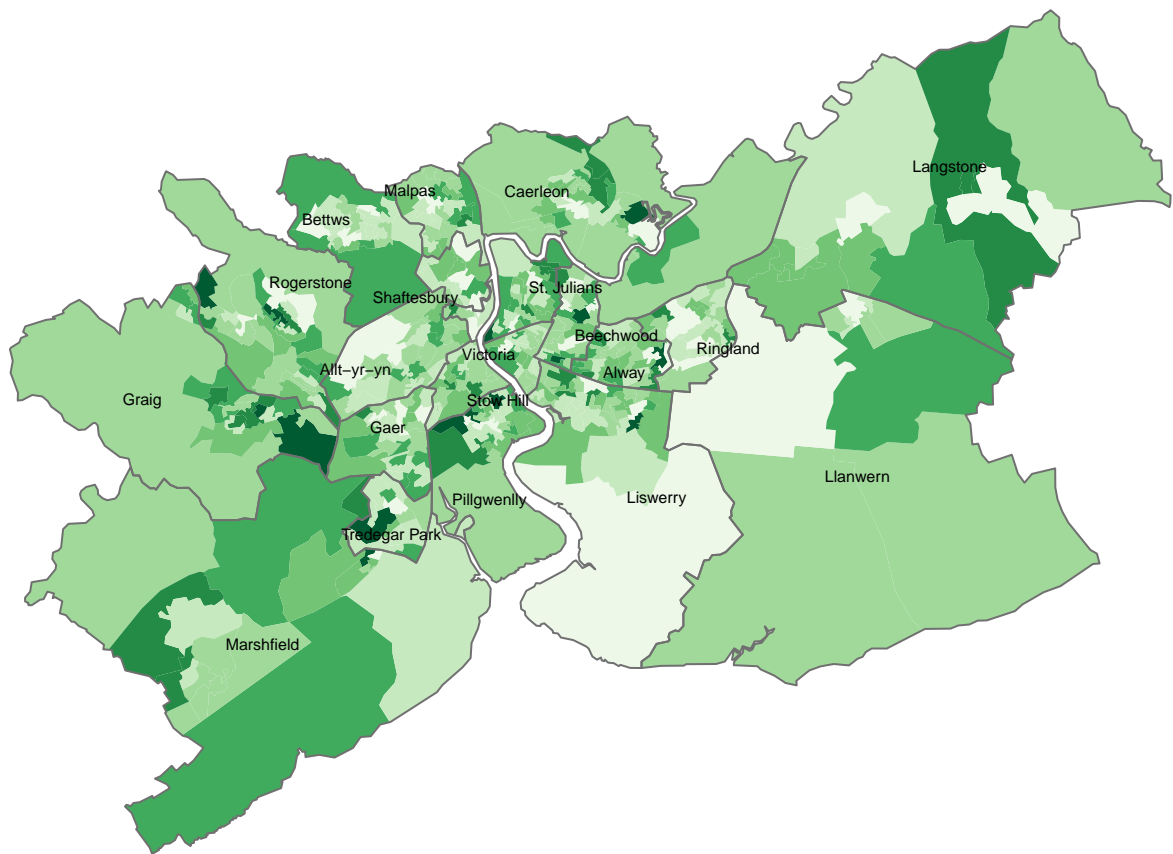 Langstone
Malpas
Caerleon
Bettws
Rogerstone
St. Julians
Shaftesbury
Beechwood
Victoria
Ringland
Allt−yr−yn
Alway
Graig
Stow Hill
Gaer
Llanwern
Liswerry
Pillgwenlly
Tredegar Park
Marshfield